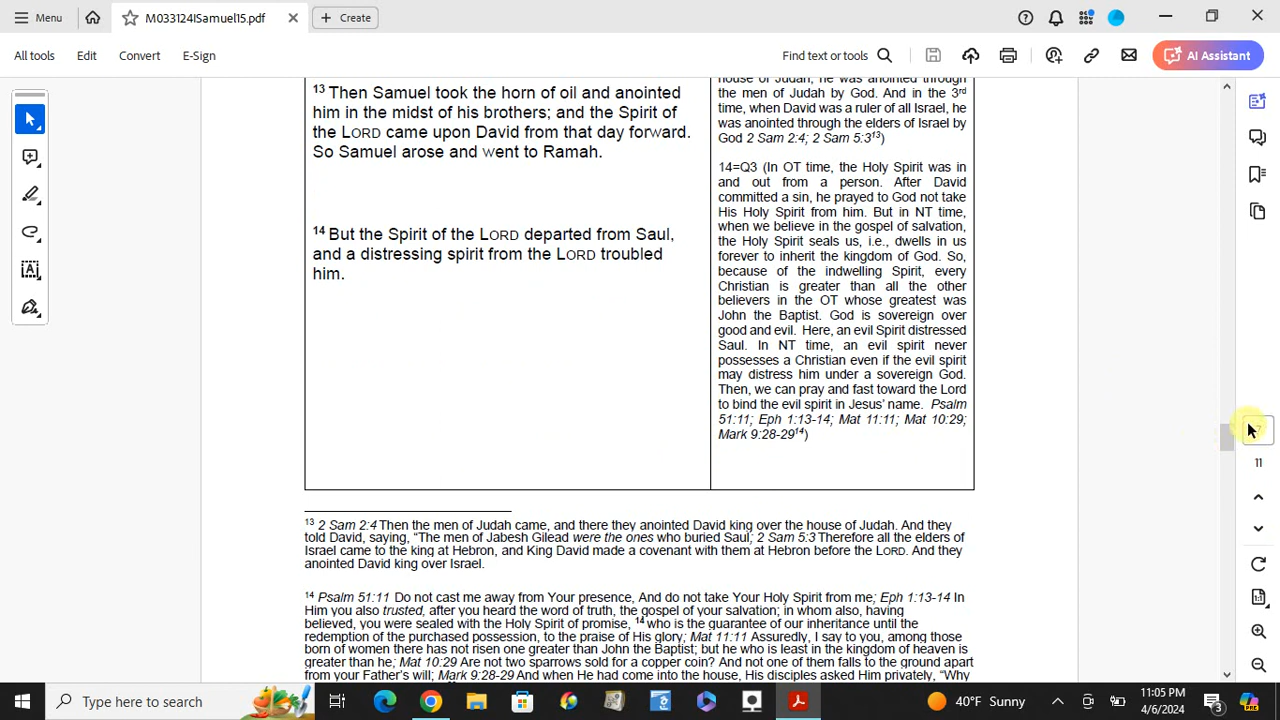 Menu
M033124ISamuel15.pdf
Create
All tools
Edit
Convert
E-Sign
Find text or tools
AI Assistant
13 Then Samuel took the horn of oil and anointed
him in the midst of his brothers; and the Spirit of
the LORD came upon David from that day forward.
So Samuel arose and went to Ramah.
14 But the Spirit of the LORD departed from Saul,
and a distressing spirit from the LORD troubled
him.
house of Judah, he was anointed through
the men of Judah by God. And in the 3rd
time, when David was a ruler of all Israel, he
was anointed through the elders of Israel by
God 2 Sam 2:4; 2 Sam 5:3 13)
14=Q3 (In OT time, the Holy Spirit was in
and out from a person. After David
committed a sin, he prayed to God not take
His Holy Spirit from him. But in NT time,
when we believe in the gospel of salvation,
the Holy Spirit seals us, i.e., dwells in us
forever to inherit the kingdom of God. So,
because of the indwelling Spirit, every
Christian is greater than all the other
believers in the OT whose greatest was
John the Baptist. God is sovereign over
good and evil. Here, an evil Spirit distressed
Saul. In NT time, an evil spirit never
possesses a Christian even if the evil spirit
may distress him under a sovereign God.
Then, we can pray and fast toward the Lord
to bind the evil spirit in Jesus' name. Psalm
51:11; Eph 1:13-14; Mat 11:11; Mat 10:29;
Mark 9:28-29 14)
13 2 Sam 2:4 Then the men of Judah came, and there they anointed David king over the house of Judah. And they
told David, saying, "The men of Jabesh Gilead were the ones who buried Saul; 2 Sam 5:3 Therefore all the elders of
Israel came to the king at Hebron, and King David made a covenant with them at Hebron before the LORD. And they
anointed David king over Israel.
14 Psalm 51:11 Do not cast me away from Your presence, And do not take Your Holy Spirit from me; Eph 1:13-14 In
Him you also trusted, after you heard the word of truth, the gospel of your salvation; in whom also, having
believed, you were sealed with the Holy Spirit of promise, 14 who is the guarantee of our inheritance until the
redemption of the purchased possession, to the praise of His glory; Mat 11:11 Assuredly, I say to you, among those
born of women there has not risen one greater than John the Baptist; but he who is least in the kingdom of heaven is
greater than he; Mat 10:29 Are not two sparrows sold for a copper coin? And not one of them falls to the ground apart
from your Father's will; Mark 9:28-29 And when He had come into the house, His disciples asked Him privately, "Why
11
Type here to search
40°F Sunny
11:05 PM
4/6/2024
3